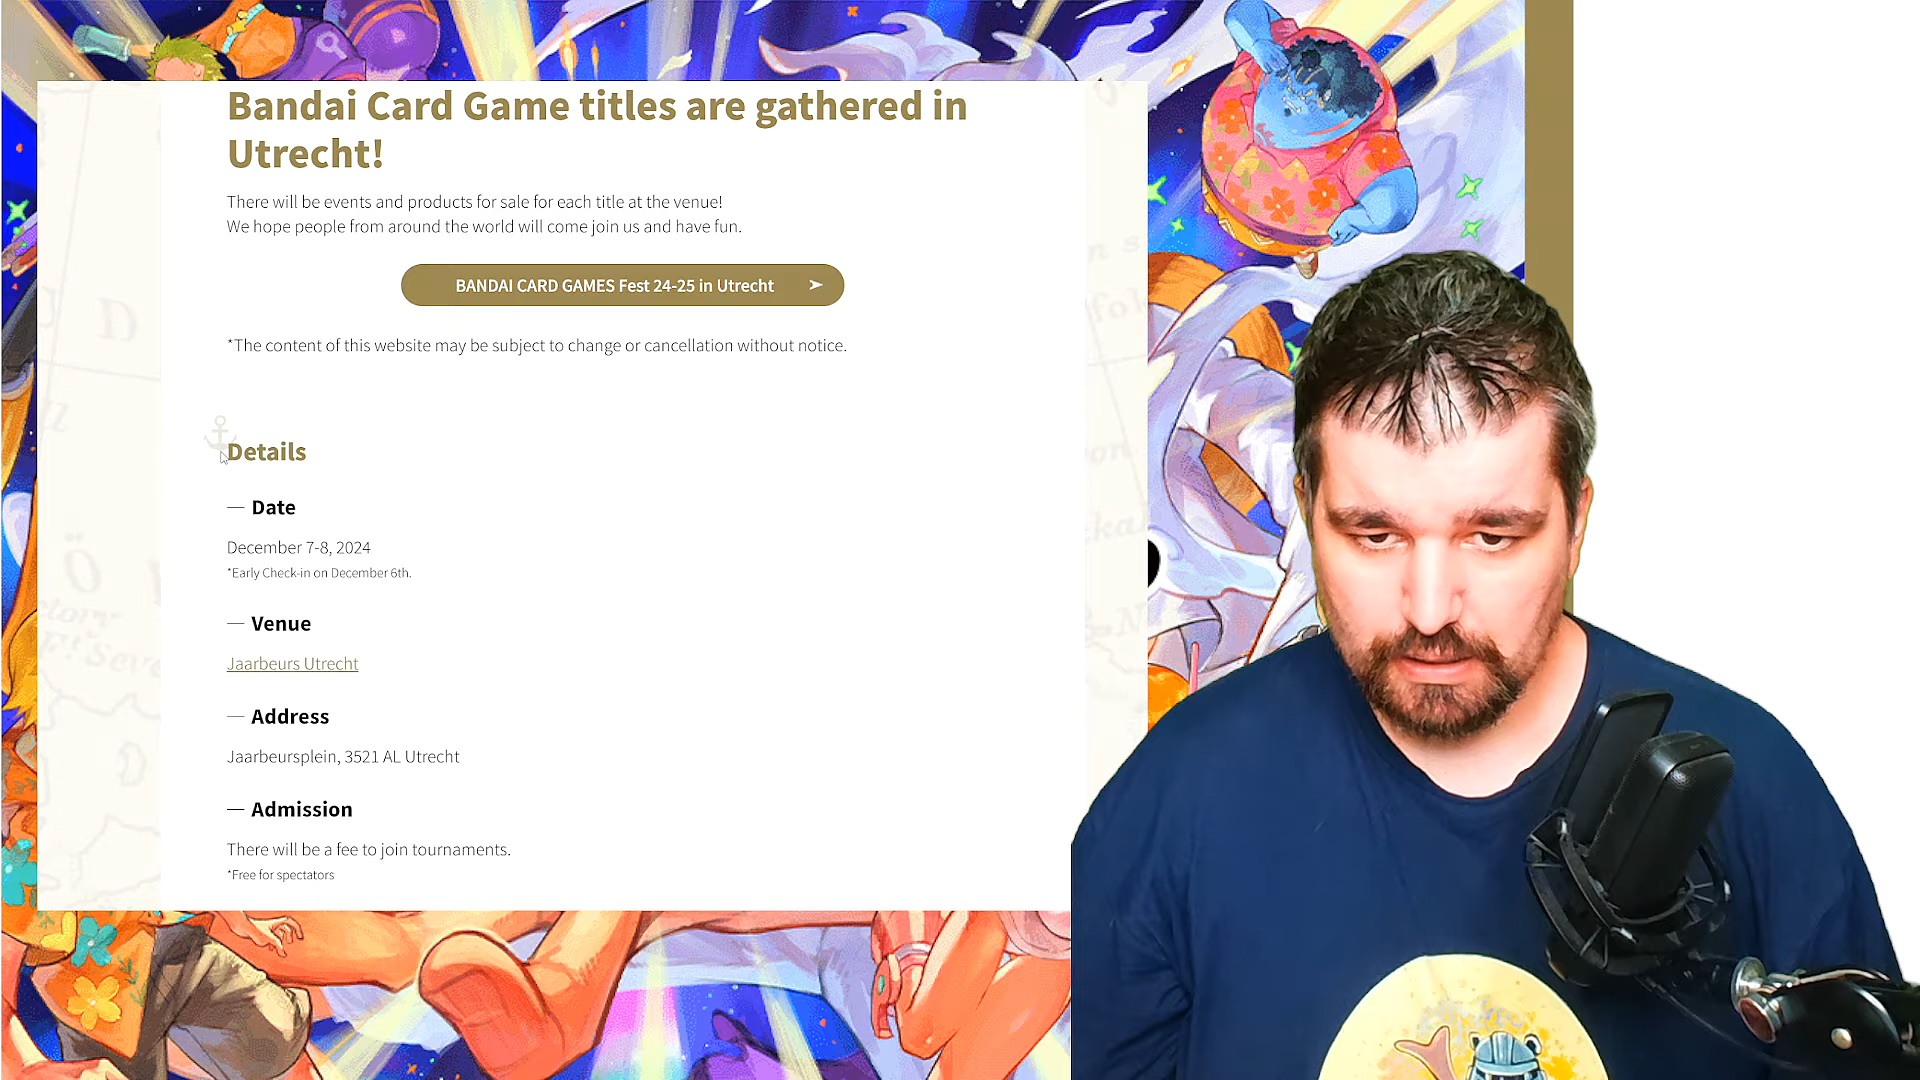 Bandai Card Game titles are gathered in
Utrecht!
There will be events and products for sale for each title at the venue!
We hope people from around the world will come join us and have fun.
BANDAI CARD GAMES Fest 24-25 in Utrecht
*The content of this website may be subject to change or cancellation without notice.
Details
— Date
December 7-8, 2024
*Early Check-in on December 6th.
— Venue
Jaarbeurs Utrecht
— Address
Jaarbeursplein, 3521 AL Utrecht
— Admission
There will be a fee to join tournaments.
*Free for spectators